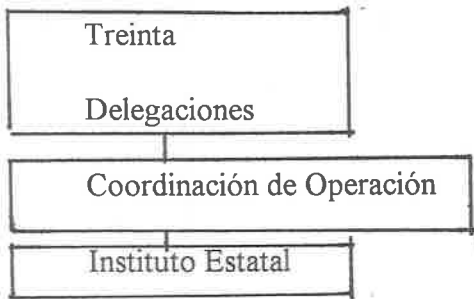 Treinta
Delegaciones
Coordinación de Operación
Instituto Estatal